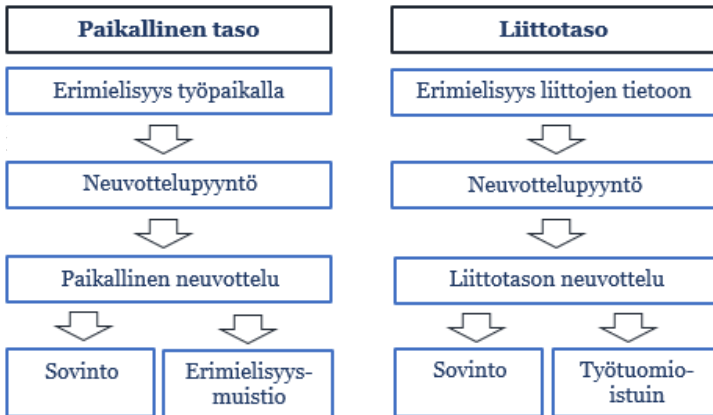 Paikallinen taso
Erimielisyys työpaikalla
Neuvottelupyyntö
Paikallinen neuvottelu
Sovinto
Erimielisyys-
muistio
Liittotaso
Erimielisyys liittojen tietoon
Neuvottelupyyntö
Liittotason neuvottelu
Sovinto
Työtuomio-
istuin